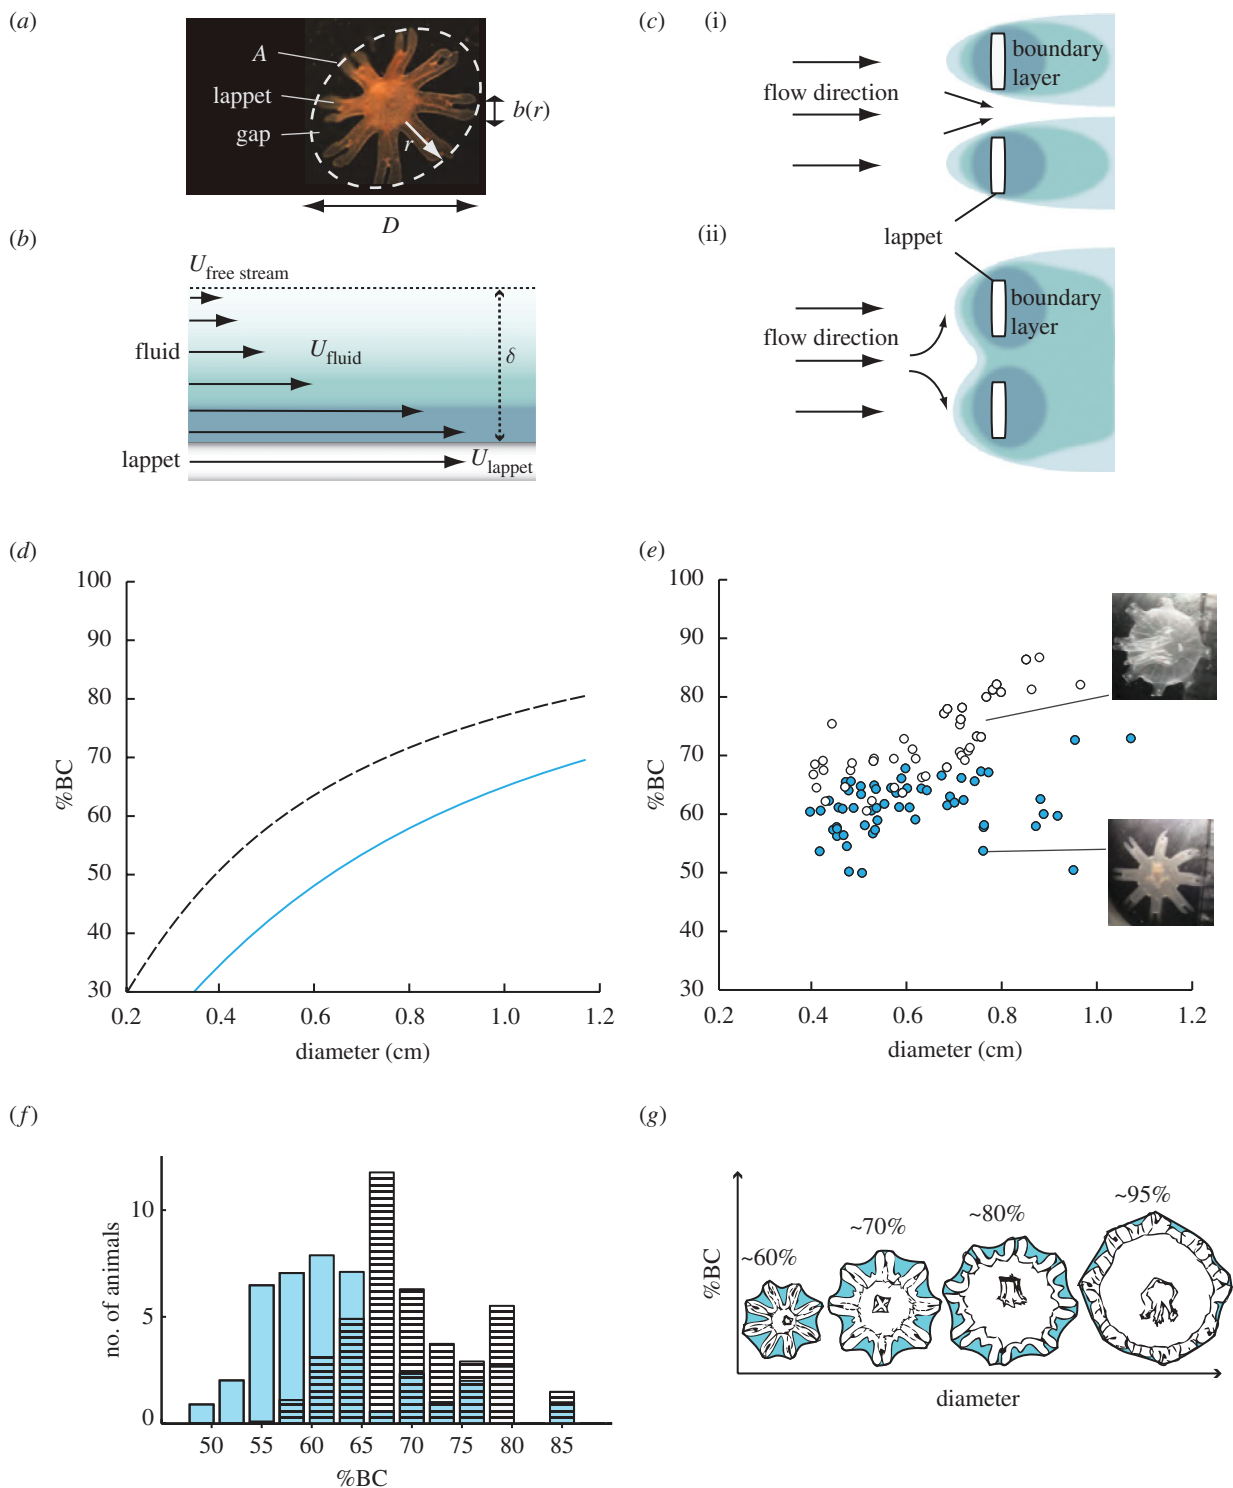 (a)
A
lappet
gap
r
b(r)
D
(b)
U free stream
fluid
U fluid
δ
lappet
U lappet
(c) (i)
boundary
layer
flow direction
(ii)
lappet
boundary
layer
flow direction
(d)
100
90
80
70
60
50
40
30
%BC
0.2 0.4 0.6 0.8 1.0 1.2
diameter (cm)
(e)
100
90
80
70
60
50
40
30
%BC
0.2 0.4 0.6 0.8 1.0 1.2
diameter (cm)
(f)
10
5
0
no. of animals
50 55 60 65 70 75 80 85
%BC
(g)
%BC
~60% ~70% ~80% ~95%
diameter